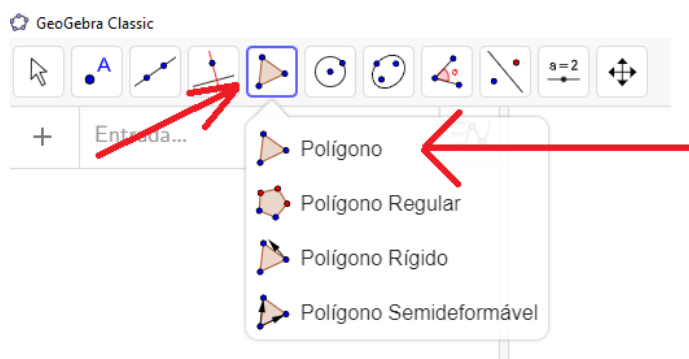 GeoGebra Classic
A
α
a=2
Entrada...
Polígono
Polígono Regular
Polígono Rígido
Polígono Semideformável